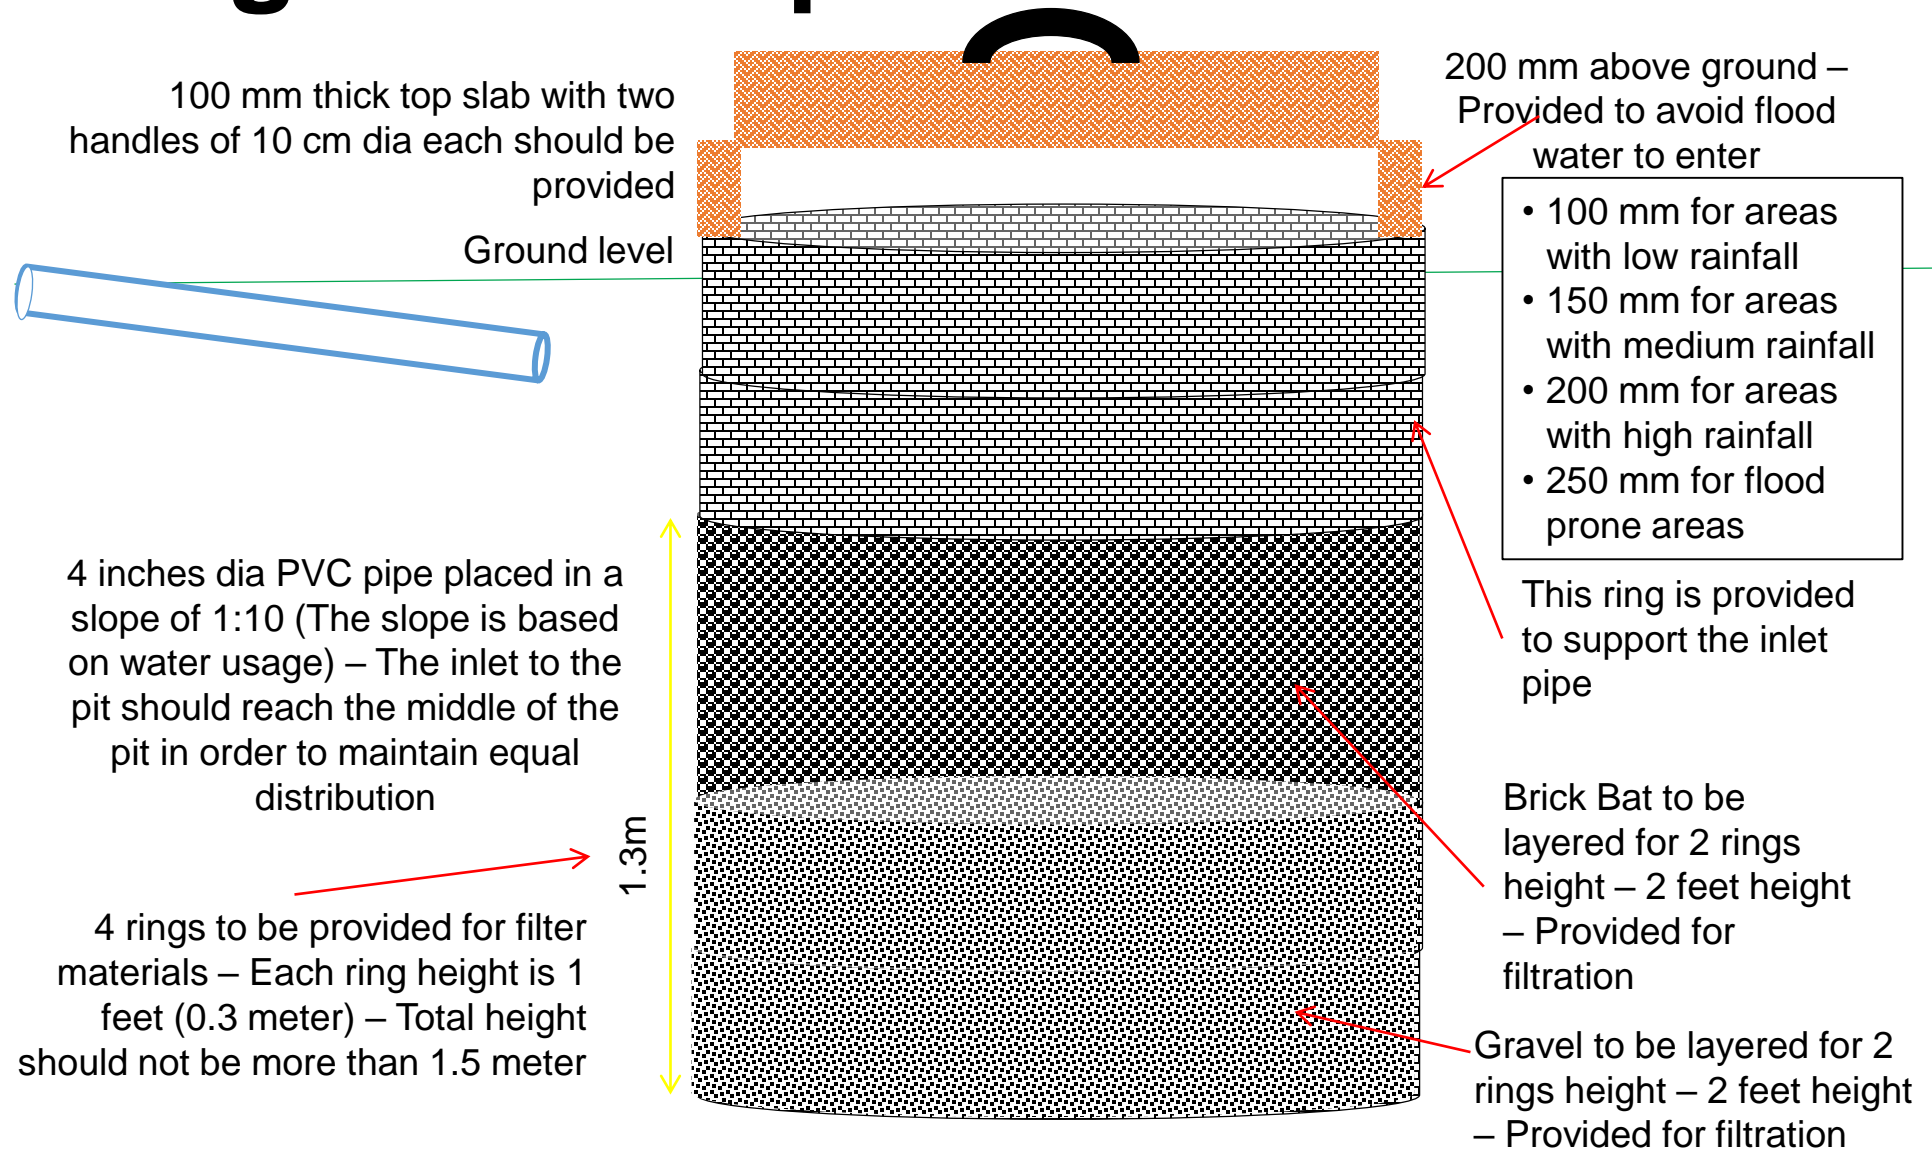 100 mm thick top slab with two
handles of 10 cm dia each should be
provided
Ground level
200 mm above ground –
Provided to avoid flood
water to enter
• 100 mm for areas
with low rainfall
• 150 mm for areas
with medium rainfall
• 200 mm for areas
with high rainfall
• 250 mm for flood
prone areas
This ring is provided
to support the inlet
pipe
4 inches dia PVC pipe placed in a
slope of 1:10 (The slope is based
on water usage) – The inlet to the
pit should reach the middle of the
pit in order to maintain equal
distribution
1.3m
4 rings to be provided for filter
materials – Each ring height is 1
feet (0.3 meter) – Total height
should not be more than 1.5 meter
Brick Bat to be
layered for 2 rings
height – 2 feet height
– Provided for
filtration
Gravel to be layered for 2
rings height – 2 feet height
– Provided for filtration